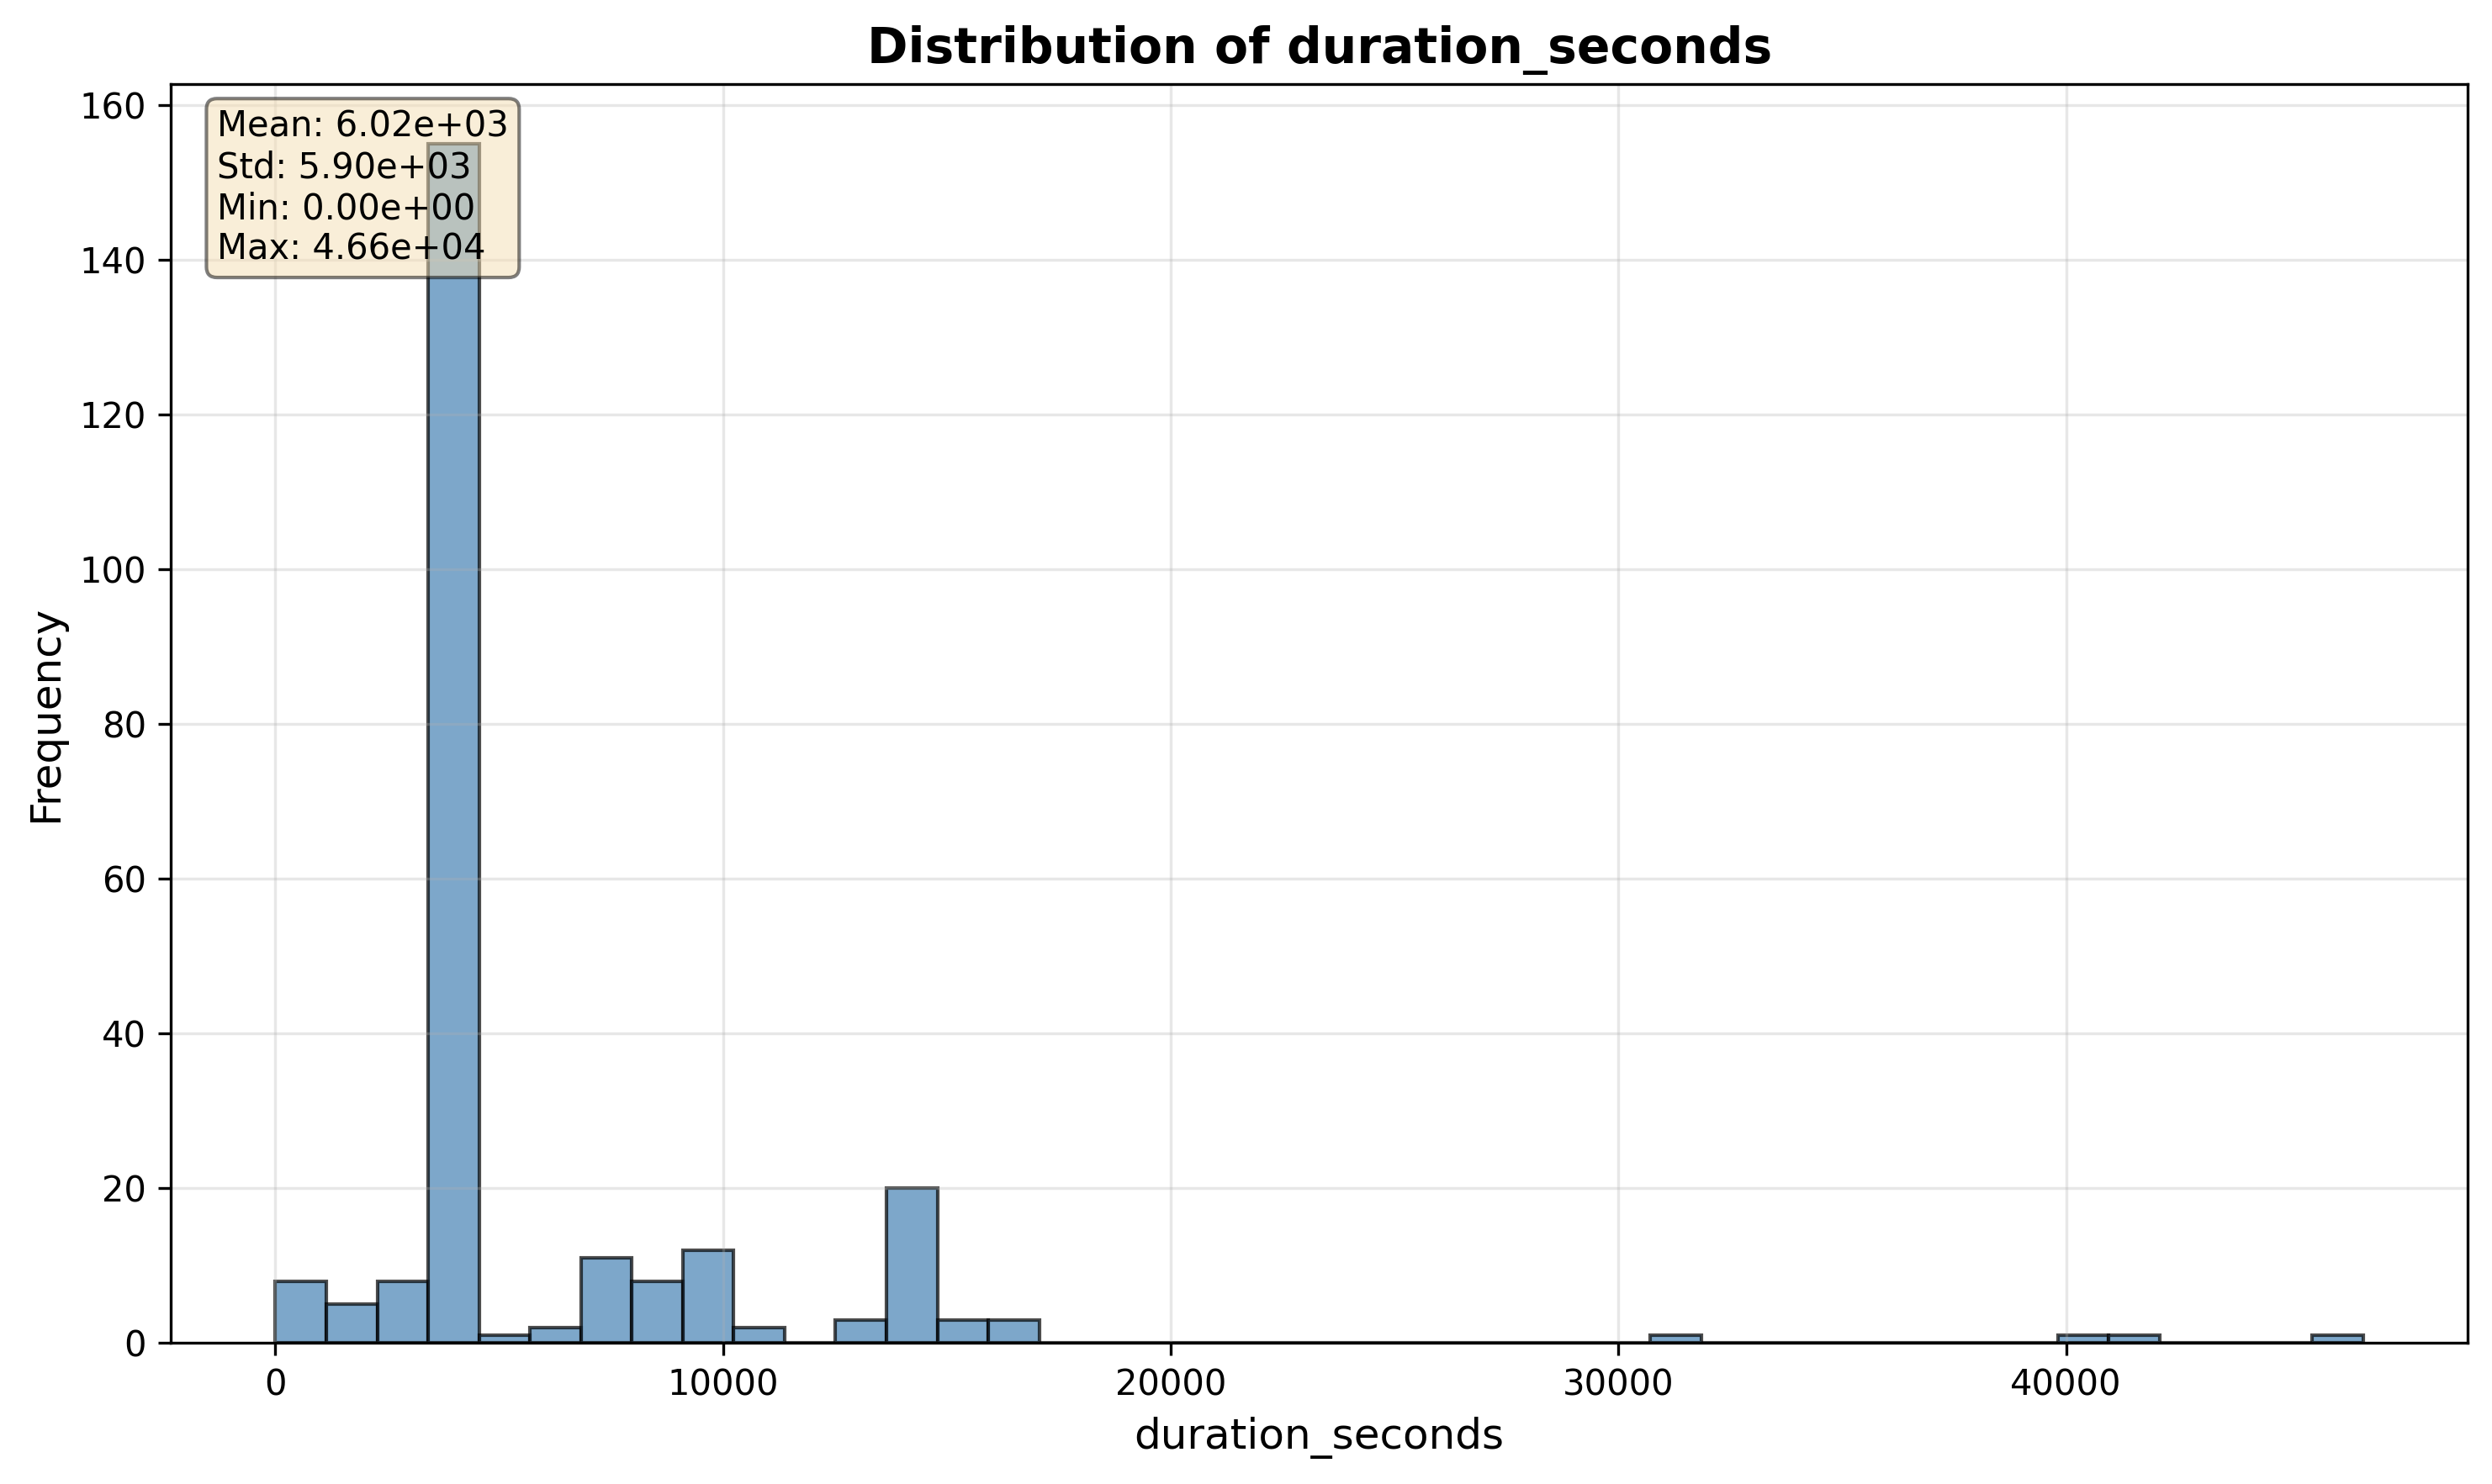 Distribution of duration_seconds
Mean: 6.02e+03
Std: 5.90e+03
Min: 0.00e+00
Max: 4.66e+04
160
140
120
100
80
60
40
20
0
Frequency
0 10000 20000 30000 40000
duration_seconds